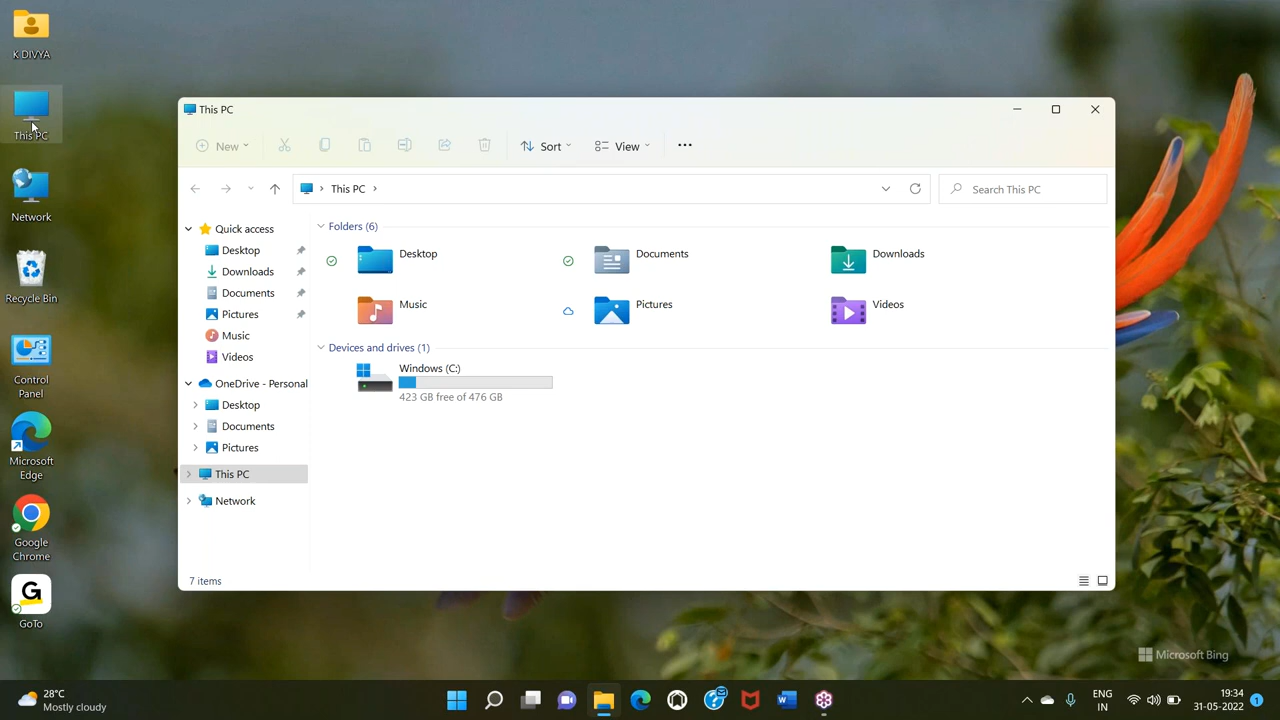 K DIVYA
This PC
Network
Recycle Bin
Control
Panel
Microsoft
Edge
Google
Chrome
G
GoTo
This PC
New
Sort
View
This PC
Search This PC
Quick access
Desktop
Downloads
Documents
Pictures
Music
Videos
OneDrive - Personal
Desktop
Documents
Pictures
This PC
Network
Folders (6)
Desktop
Documents
Downloads
Music
Pictures
Videos
Devices and drives (1)
Windows (C:)
423 GB free of 476 GB
7 items
Microsoft Bing
28°C
Mostly cloudy
ENG
IN
19:34
31-05-2022
1